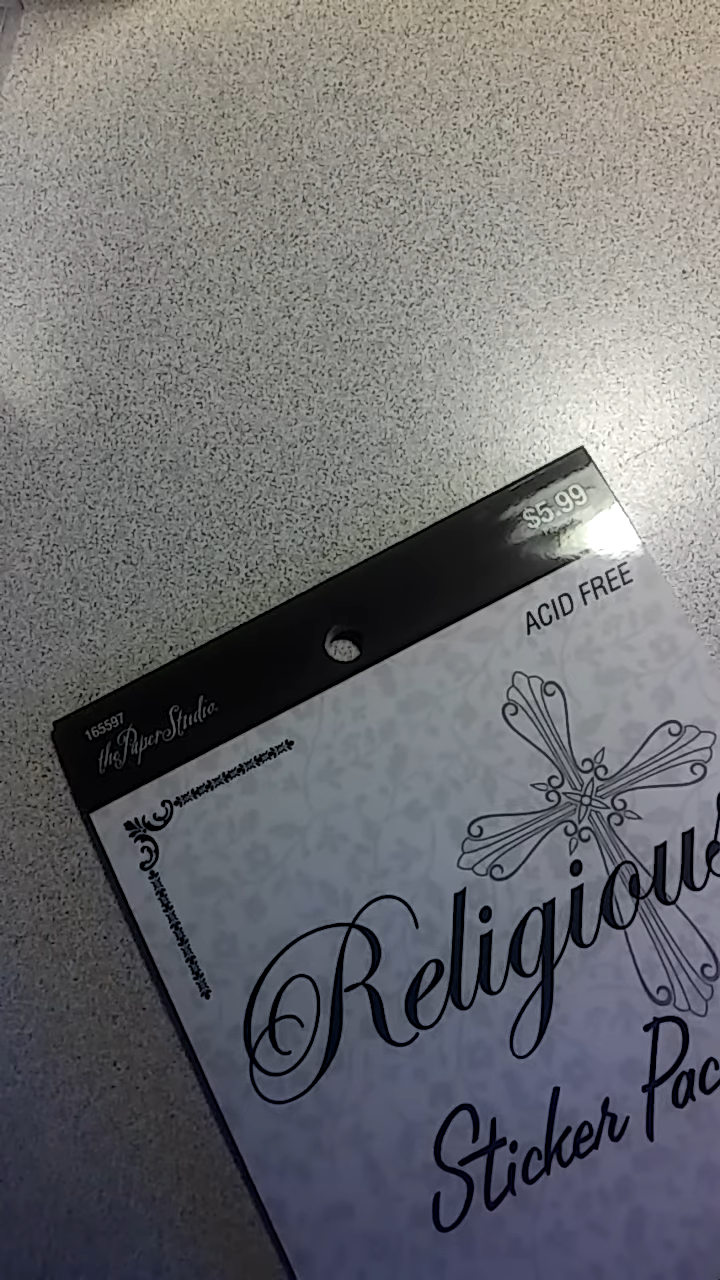 $5.99
165597
the Paper Studio
ACID FREE
Religious
Sticker Pac